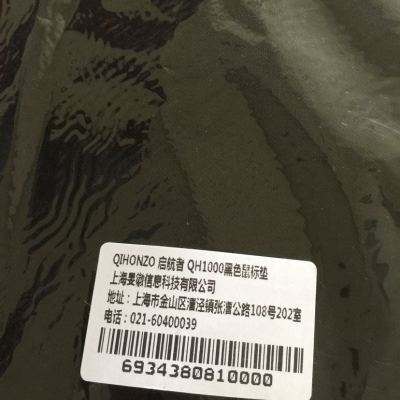 QIHONZO 启航者 QH1000黑色鼠标垫
上海旻敏信息科技有限公司
地址：上海市金山区漕泾镇张漕公路108号202室
电话：021-60400039
6934380810000